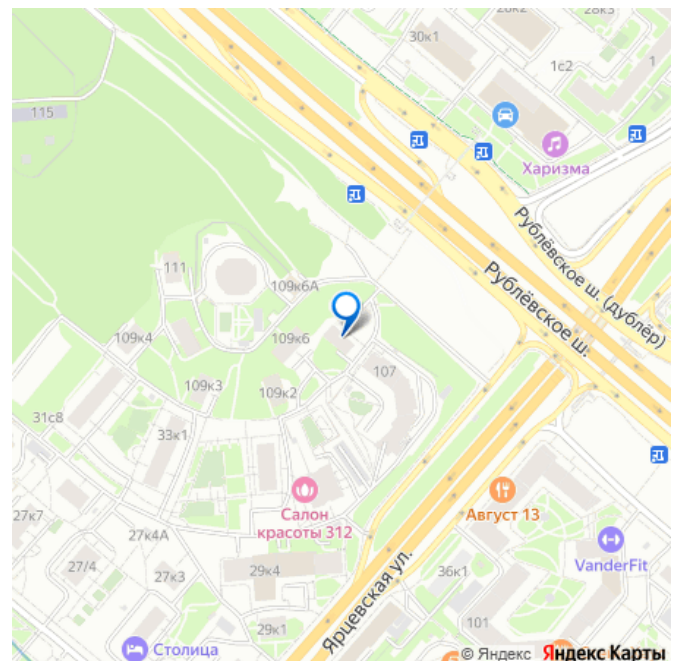 28к2
28к3
30к1
1с2
1
115
Харизма
Рублёвское ш. (дублёр)
Рублёвское ш.
111
109к6А
109к4
109к6
109к3
109к2
107
31с8
33к1
Салон
красоты 312
Август 13
27к7
27к4А
VanderFit
27/4
27к3
29к4
36к1
Ярцевская ул.
101
29к1
Столица
© Яндекс Яндекс Карты